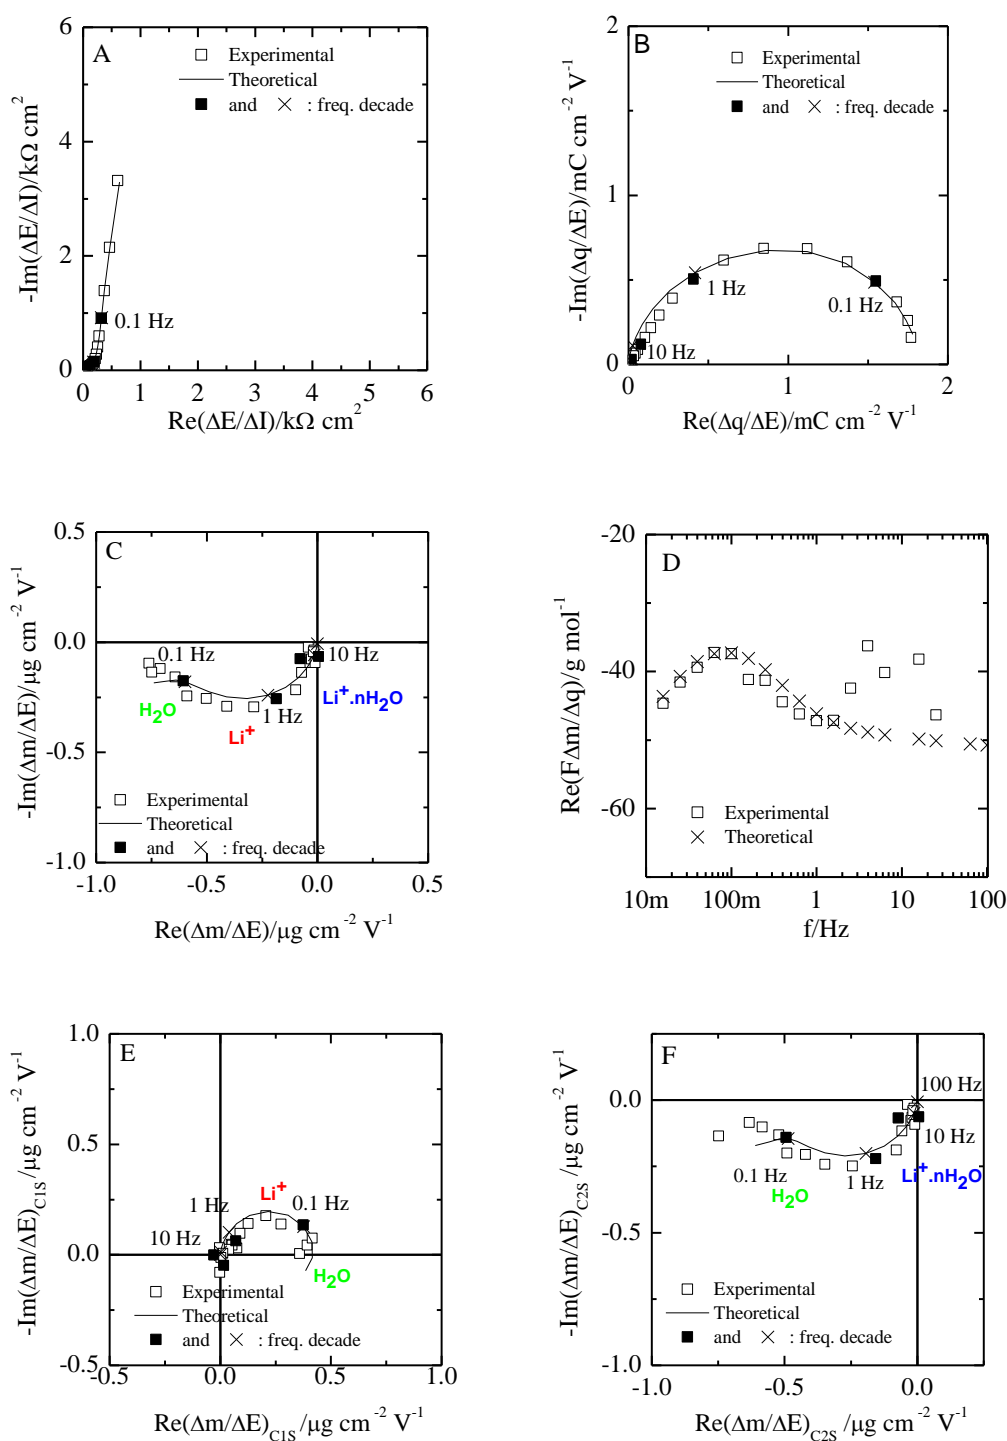 A
Experimental
Theoretical
and × : freq. decade
0.1 Hz
6
4
2
0
0 1 2 3 4 5 6
-Im(ΔE/ΔI)/kΩ cm²
Re(ΔE/ΔI)/kΩ cm²
B
Experimental
Theoretical
and × : freq. decade
1 Hz
0.1 Hz
10 Hz
2
1
0
0 1 2
-Im(Δq/ΔE)/mC cm⁻² V⁻¹
Re(Δq/ΔE)/mC cm⁻² V⁻¹
C
0.1 Hz
10 Hz
H₂O
1 Hz
Li⁺.nH₂O
Li⁺
Experimental
Theoretical
and × : freq. decade
0.5
0.0
-0.5
-1.0
-1.0 -0.5 0.0 0.5
-Im(Δm/ΔE)/μg cm⁻² V⁻¹
Re(Δm/ΔE)/μg cm⁻² V⁻¹
D
Experimental
Theoretical
-20
-40
-60
10m 100m 1 10 100
Re(FΔm/Δq)/g mol⁻¹
f/Hz
E
Li⁺
1 Hz
0.1 Hz
10 Hz
H₂O
Experimental
Theoretical
and × : freq. decade
1.0
0.5
0.0
-0.5
0.0 0.5 1.0
-Im(Δm/ΔE)C1S /μg cm⁻² V⁻¹
Re(Δm/ΔE)C1S /μg cm⁻² V⁻¹
F
100 Hz
10 Hz
0.1 Hz
1 Hz
Li⁺.nH₂O
H₂O
Experimental
Theoretical
and × : freq. decade
0.0
-0.5
-1.0
-1.0 -0.5 0.0
-Im(Δm/ΔE)C2S /μg cm⁻² V⁻¹
Re(Δm/ΔE)C2S /μg cm⁻² V⁻¹